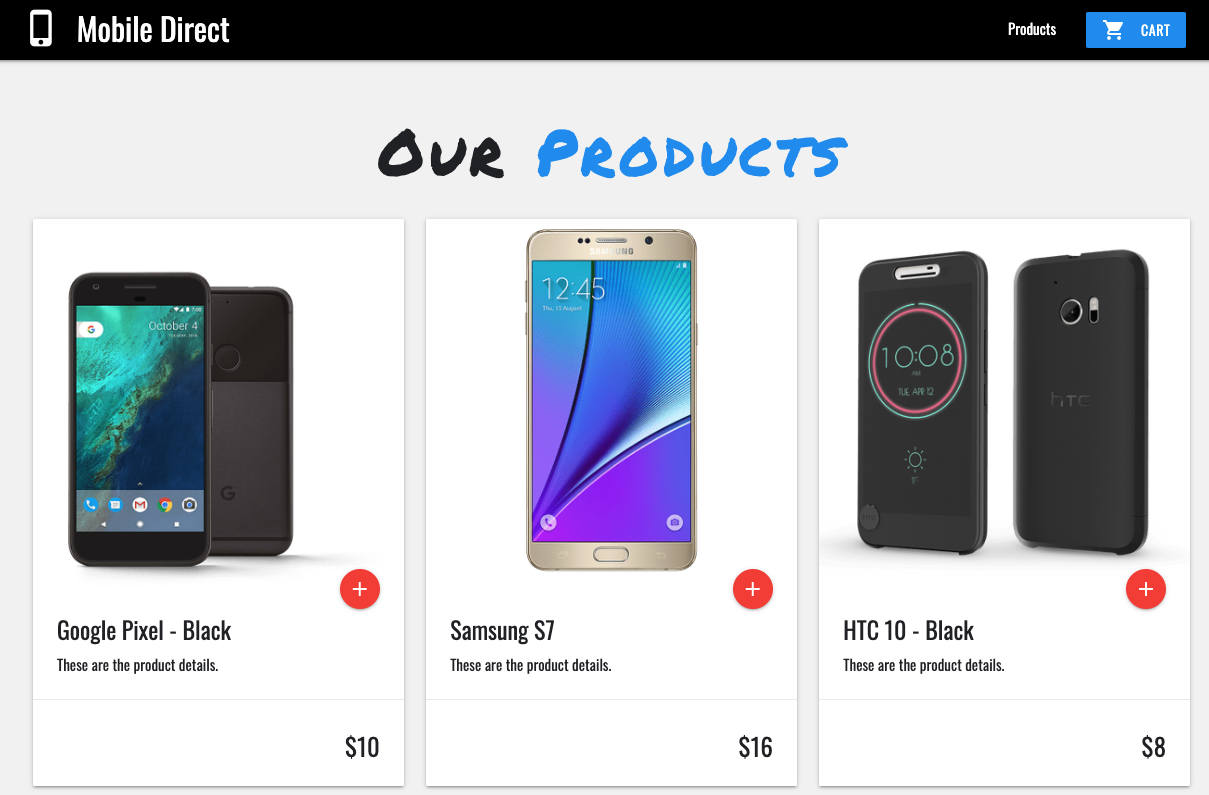 Mobile Direct
Products
CART
Our Products
October 4
SAMSUNG
12:45
Thu, 13 August
10:08
AM
TUE APR 12
hTC
Google Pixel - Black
These are the product details.
$10
Samsung S7
These are the product details.
$16
HTC 10 - Black
These are the product details.
$8